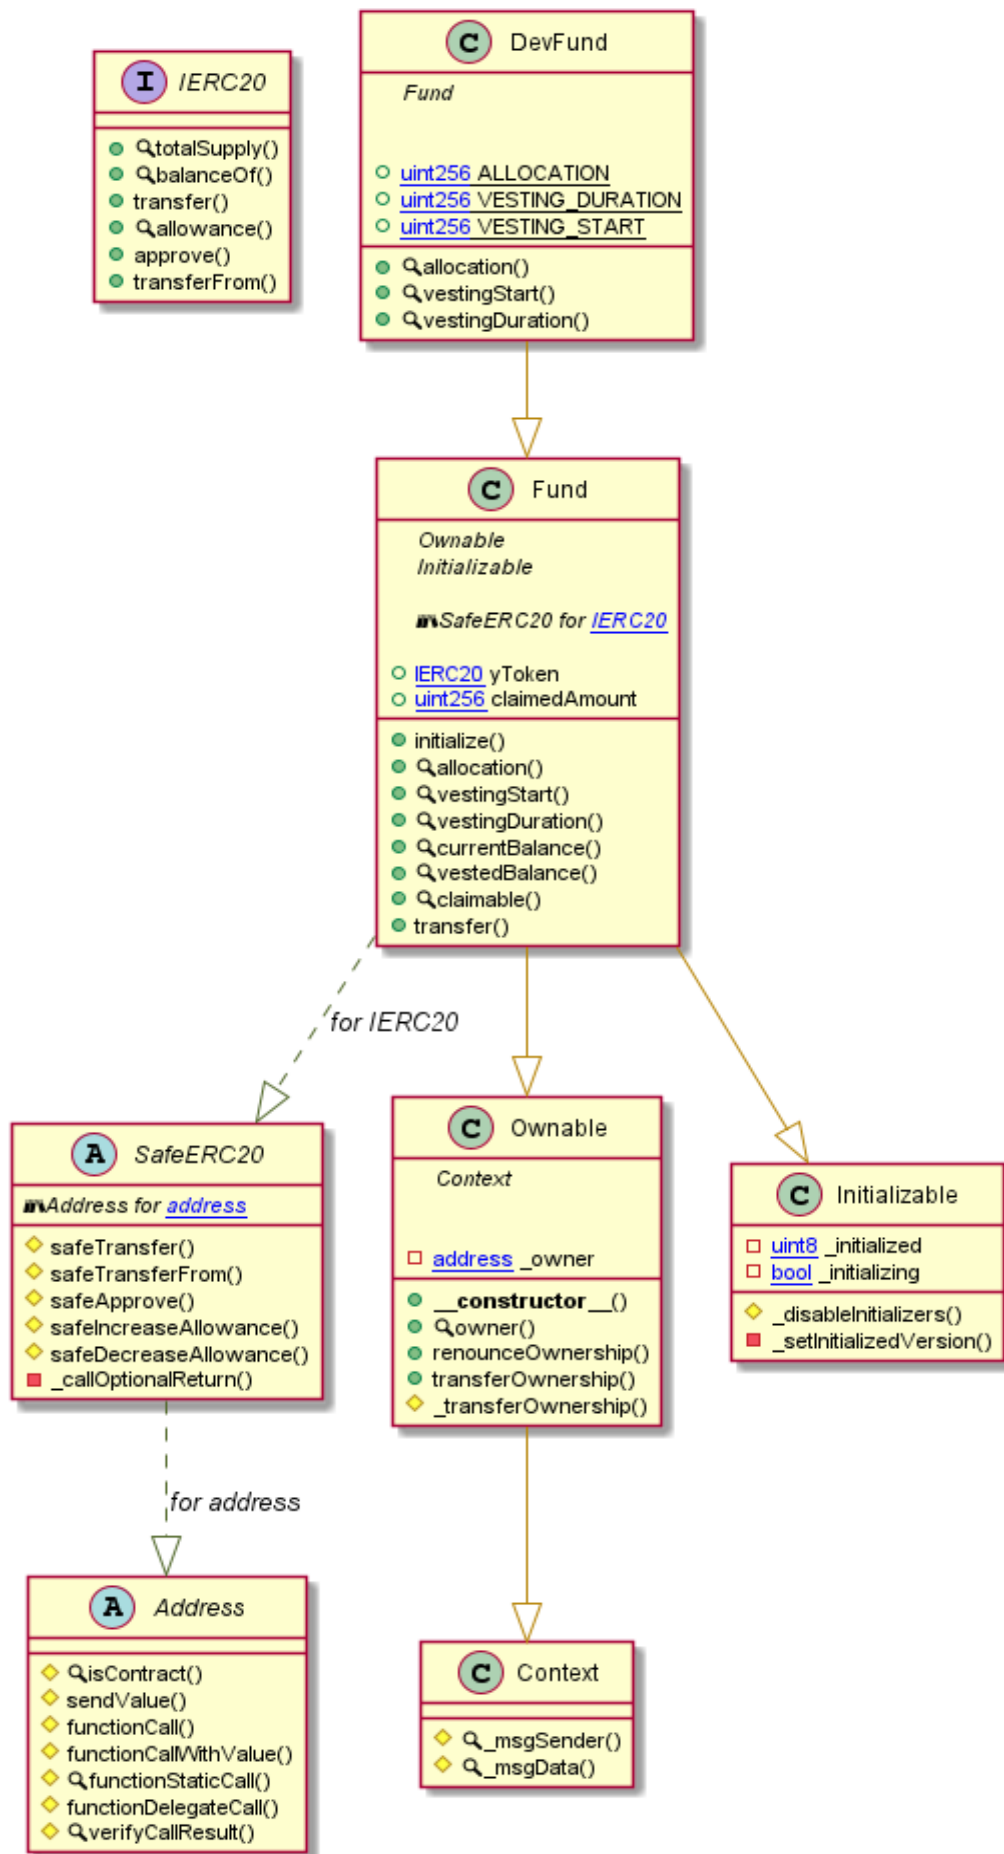 I IERC20
totalSupply()
balanceOf()
transfer()
allowance()
approve()
transferFrom()
C DevFund
Fund
uint256 ALLOCATION
uint256 VESTING_DURATION
uint256 VESTING_START
allocation()
vestingStart()
vestingDuration()
C Fund
Ownable
Initializable
SafeERC20 for IERC20
IERC20 yToken
uint256 claimedAmount
initialize()
allocation()
vestingStart()
vestingDuration()
currentBalance()
vestedBalance()
claimable()
transfer()
for IERC20
A SafeERC20
Address for address
safeTransfer()
safeTransferFrom()
safeApprove()
safeIncreaseAllowance()
safeDecreaseAllowance()
_callOptionalReturn()
C Ownable
Context
address _owner
__constructor__()
owner()
renounceOwnership()
transferOwnership()
_transferOwnership()
C Initializable
uint8 _initialized
bool _initializing
_disableInitializers()
_setInitializedVersion()
for address
A Address
isContract()
sendValue()
functionCall()
functionCallWithValue()
functionStaticCall()
functionDelegateCall()
verifyCallResult()
C Context
_msgSender()
_msgData()